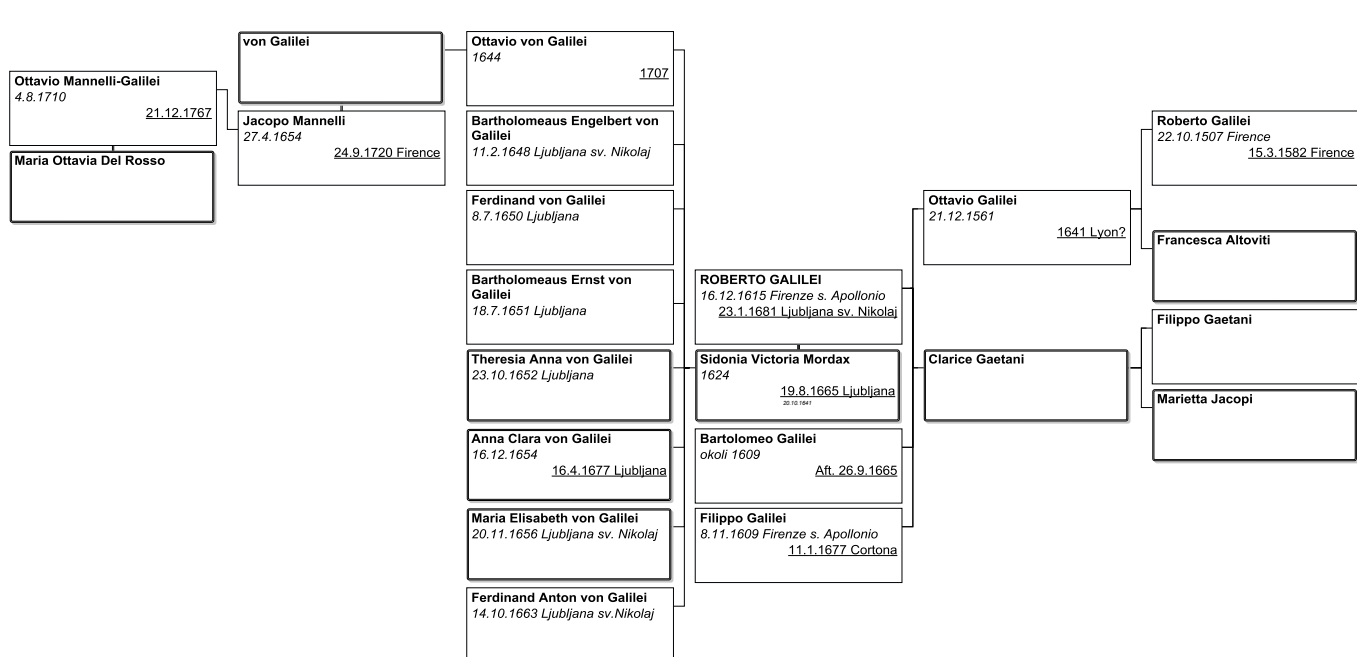 Ottavio Mannelli-Galilei
4.8.1710
21.12.1767
Maria Ottavia Del Rosso
von Galilei
Jacopo Mannelli
27.4.1654
24.9.1720 Firence
Ottavio von Galilei
1644
1707
Bartholomaeus Engelbert von
Galilei
11.2.1648 Ljubljana sv. Nikolaj
Ferdinand von Galilei
8.7.1650 Ljubljana
Bartholomaeus Ernst von
Galilei
18.7.1651 Ljubljana
Theresia Anna von Galilei
23.10.1652 Ljubljana
Anna Clara von Galilei
16.12.1654
16.4.1677 Ljubljana
Maria Elisabeth von Galilei
20.11.1656 Ljubljana sv. Nikolaj
Ferdinand Anton von Galilei
14.10.1663 Ljubljana sv.Nikolaj
ROBERTO GALILEI
16.12.1615 Firenze s. Apollonio
23.1.1681 Ljubljana sv. Nikolaj
Sidonia Victoria Mordax
1624
19.8.1665 Ljubljana
20.10.1641
Bartolomeo Galilei
okoli 1609
Aft. 26.9.1665
Filippo Galilei
8.11.1609 Firenze s. Apollonio
11.1.1677 Cortona
Ottavio Galilei
21.12.1561
1641 Lyon?
Clarice Gaetani
Roberto Galilei
22.10.1507 Firence
15.3.1582 Firence
Francesca Altoviti
Filippo Gaetani
Marietta Jacopi